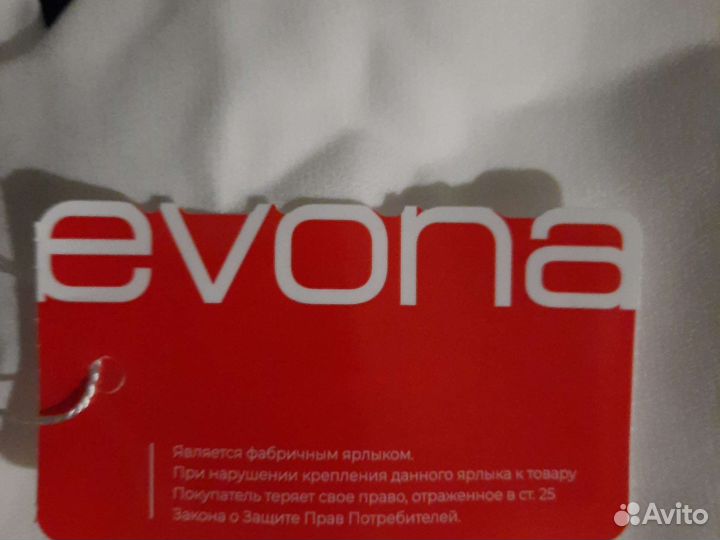 evona
Является фабричным ярлыком.
При нарушении крепления данного ярлыка к товару
Покупатель теряет свое право, отраженное в ст. 25
Закона о Защите Прав Потребителей.
Avito